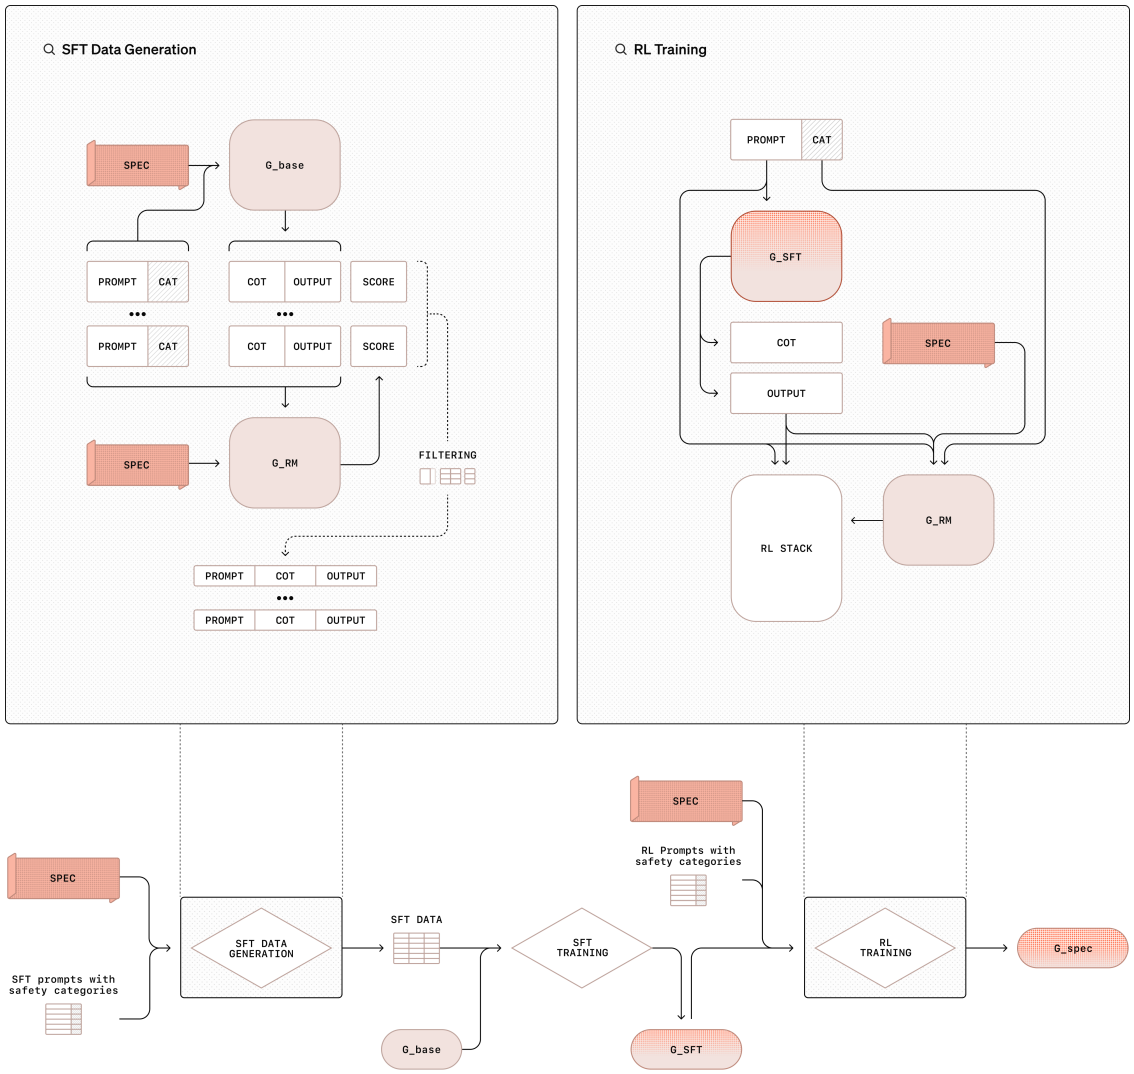 SFT Data Generation
SPEC
G_base
PROMPT CAT COT OUTPUT SCORE
•••  •••
PROMPT CAT COT OUTPUT SCORE
SPEC
G_RM
FILTERING
PROMPT COT OUTPUT
•••
PROMPT COT OUTPUT
RL Training
PROMPT CAT
G_SFT
COT
SPEC
OUTPUT
RL STACK
G_RM
SPEC
SFT prompts with
safety categories
SFT DATA
GENERATION
SFT DATA
G_base
SFT
TRAINING
G_SFT
SPEC
RL Prompts with
safety categories
RL
TRAINING
G_spec